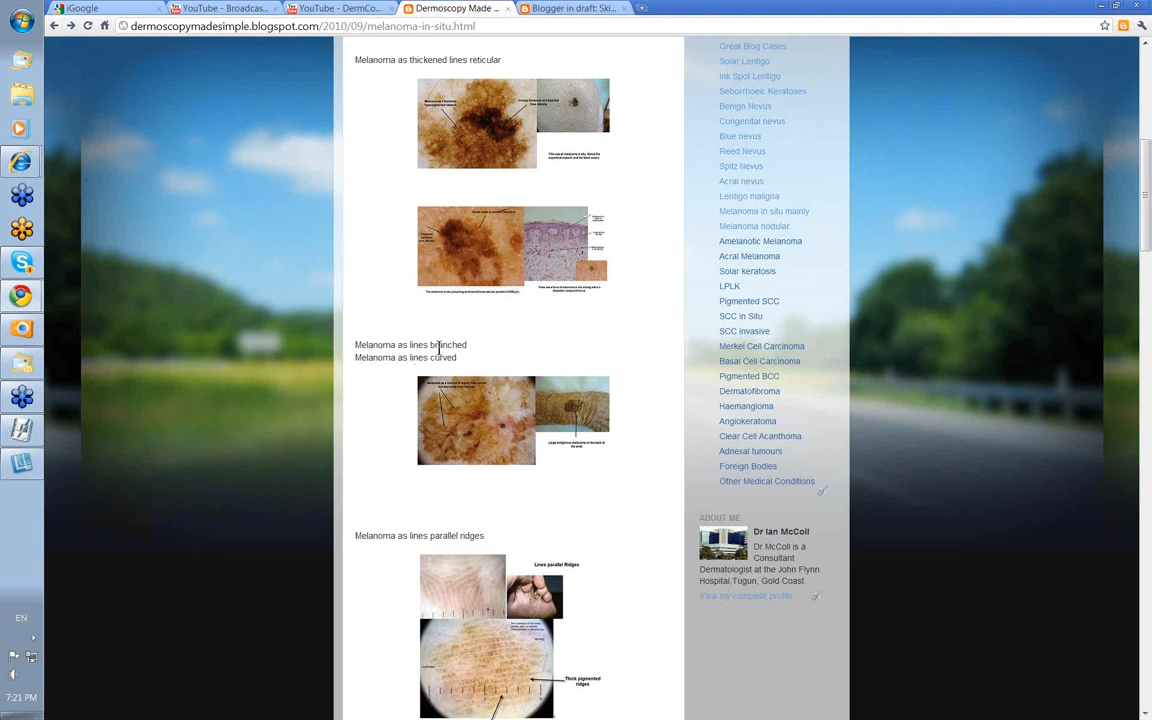 iGoogle
YouTube - Broadcas...
YouTube - DermCo...
Dermoscopy Made ...
Blogger in draft: Ski...
dermoscopymadesimple.blogspot.com/2010/09/melanoma-in-situ.html
Melanoma as thickened lines reticular
Melanoma as lines branched
Melanoma as lines curved
Large melanoma on the back of the
Melanoma as lines parallel ridges
Lines parallel Ridges
Thick pigmented
ridges
Great Blog Cases
Solar Lentigo
Ink Spot Lentigo
Seborrhoeic Keratoses
Benign Nevus
Congenital nevus
Blue nevus
Reed Nevus
Spitz Nevus
Acral nevus
Lentigo maligna
Melanoma in situ mainly
Melanoma nodular
Amelanotic Melanoma
Acral Melanoma
Solar keratosis
LPLK
Pigmented SCC
SCC in Situ
SCC invasive
Merkel Cell Carcinoma
Basal Cell Carcinoma
Pigmented BCC
Dermatofibroma
Haemangioma
Angiokeratoma
Clear Cell Acanthoma
Adnexal tumours
Foreign Bodies
Other Medical Conditions
ABOUT ME
Dr Ian McColl
Dr McColl is a
Consultant
Dermatologist at the John Flynn
Hospital,Tugun, Gold Coast.
View my complete profile
EN
7:21 PM